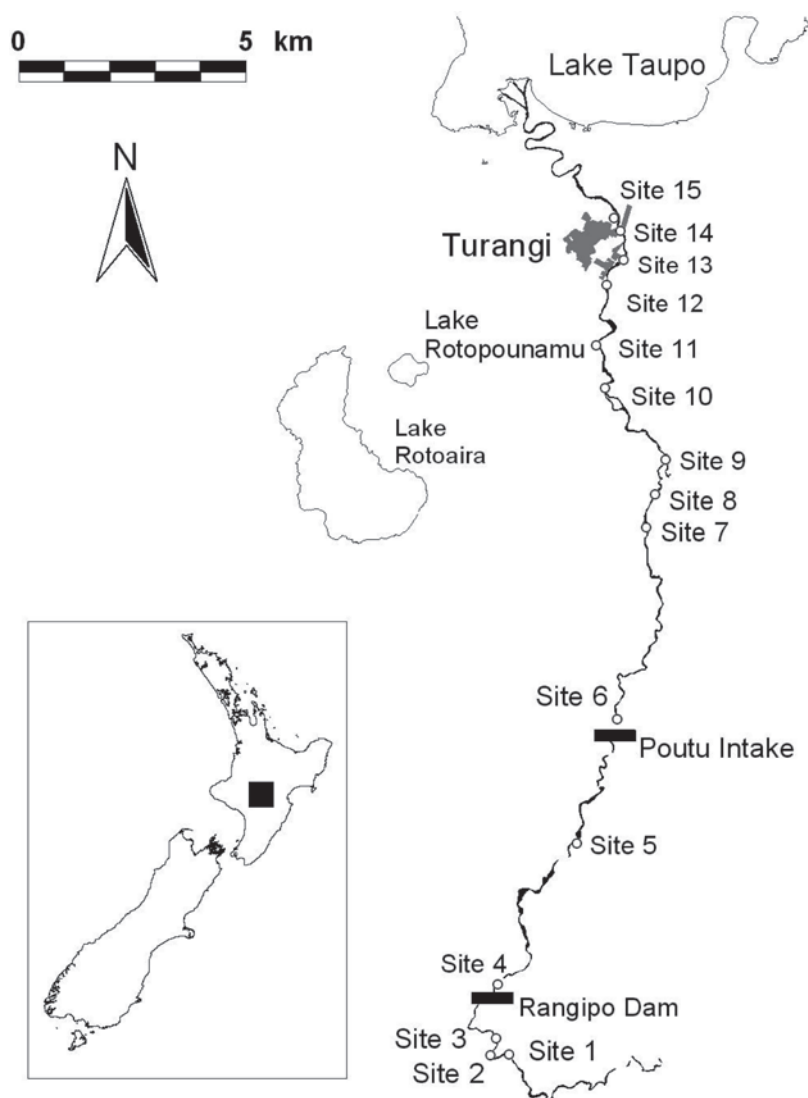 0 5 km
Lake Taupo
N
Site 15
Turangi
Site 14
Site 13
Site 12
Lake
Rotopounamu
Site 11
Site 10
Lake
Rotoaira
Site 9
Site 8
Site 7
Site 6
Poutu Intake
Site 5
Site 4
Rangipo Dam
Site 3
Site 2
Site 1